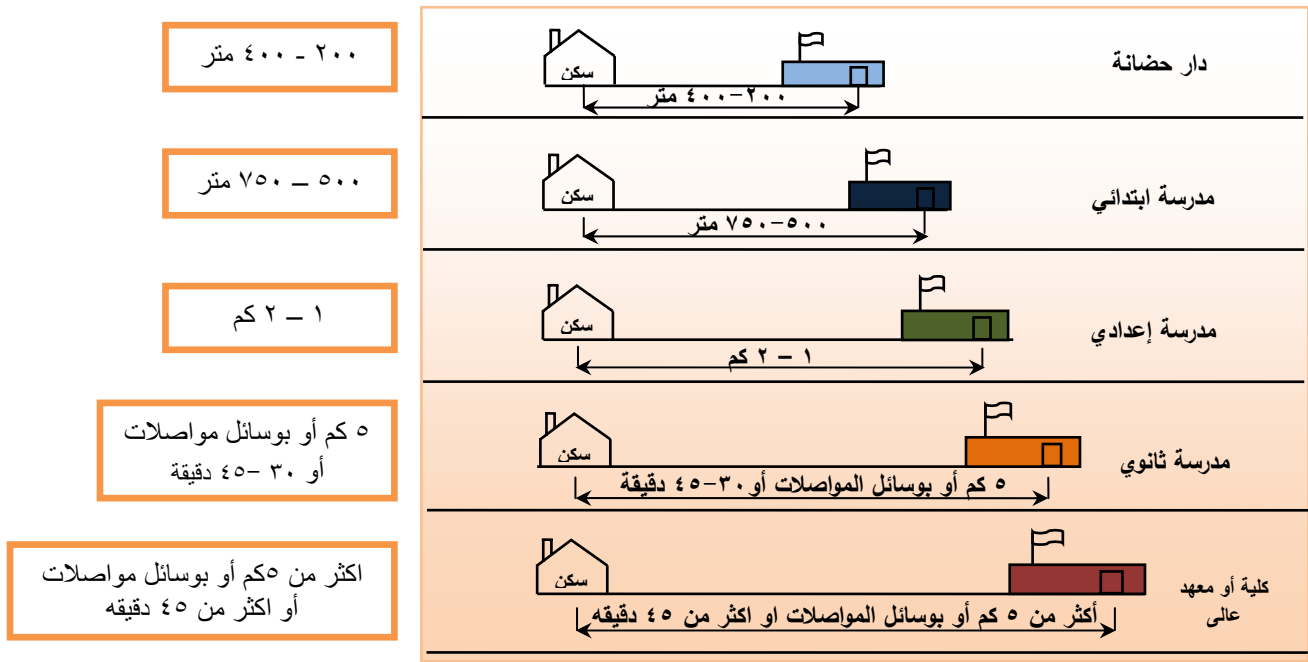 دار حضانة
سكن
٢٠٠-٤٠٠ متر
٢٠٠ - ٤٠٠ متر
مدرسة ابتدائي
سكن
٥٠٠-٧٥٠ متر
٥٠٠ – ٧٥٠ متر
مدرسة إعدادي
سكن
١ – ٢ كم
١ – ٢ كم
مدرسة ثانوي
سكن
٥ كم أو بوسائل المواصلات أو ٣٠-٤٥ دقيقة
٥ كم أو بوسائل مواصلات
أو ٣٠ -٤٥ دقيقة
كلية أو معهد
عالى
سكن
أكثر من ٥ كم أو بوسائل المواصلات او اكثر من ٤٥ دقيقه
اكثر من ٥كم أو بوسائل مواصلات
أو اكثر من ٤٥ دقيقه